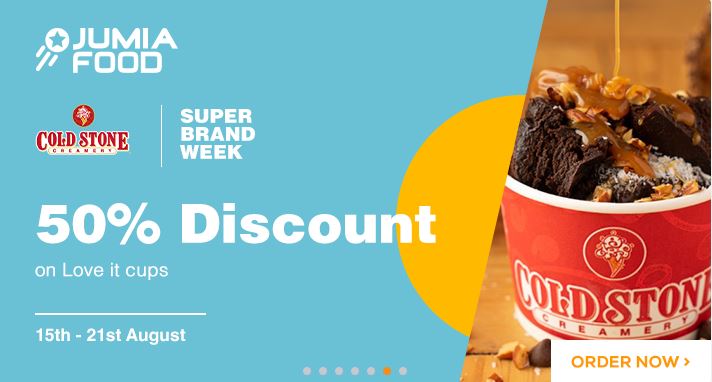 JUMIA
FOOD
COLD STONE
CREAMERY
SUPER
BRAND
WEEK
50% Discount
on Love it cups
15th - 21st August
COLD STONE
CREAMERY
ORDER NOW >